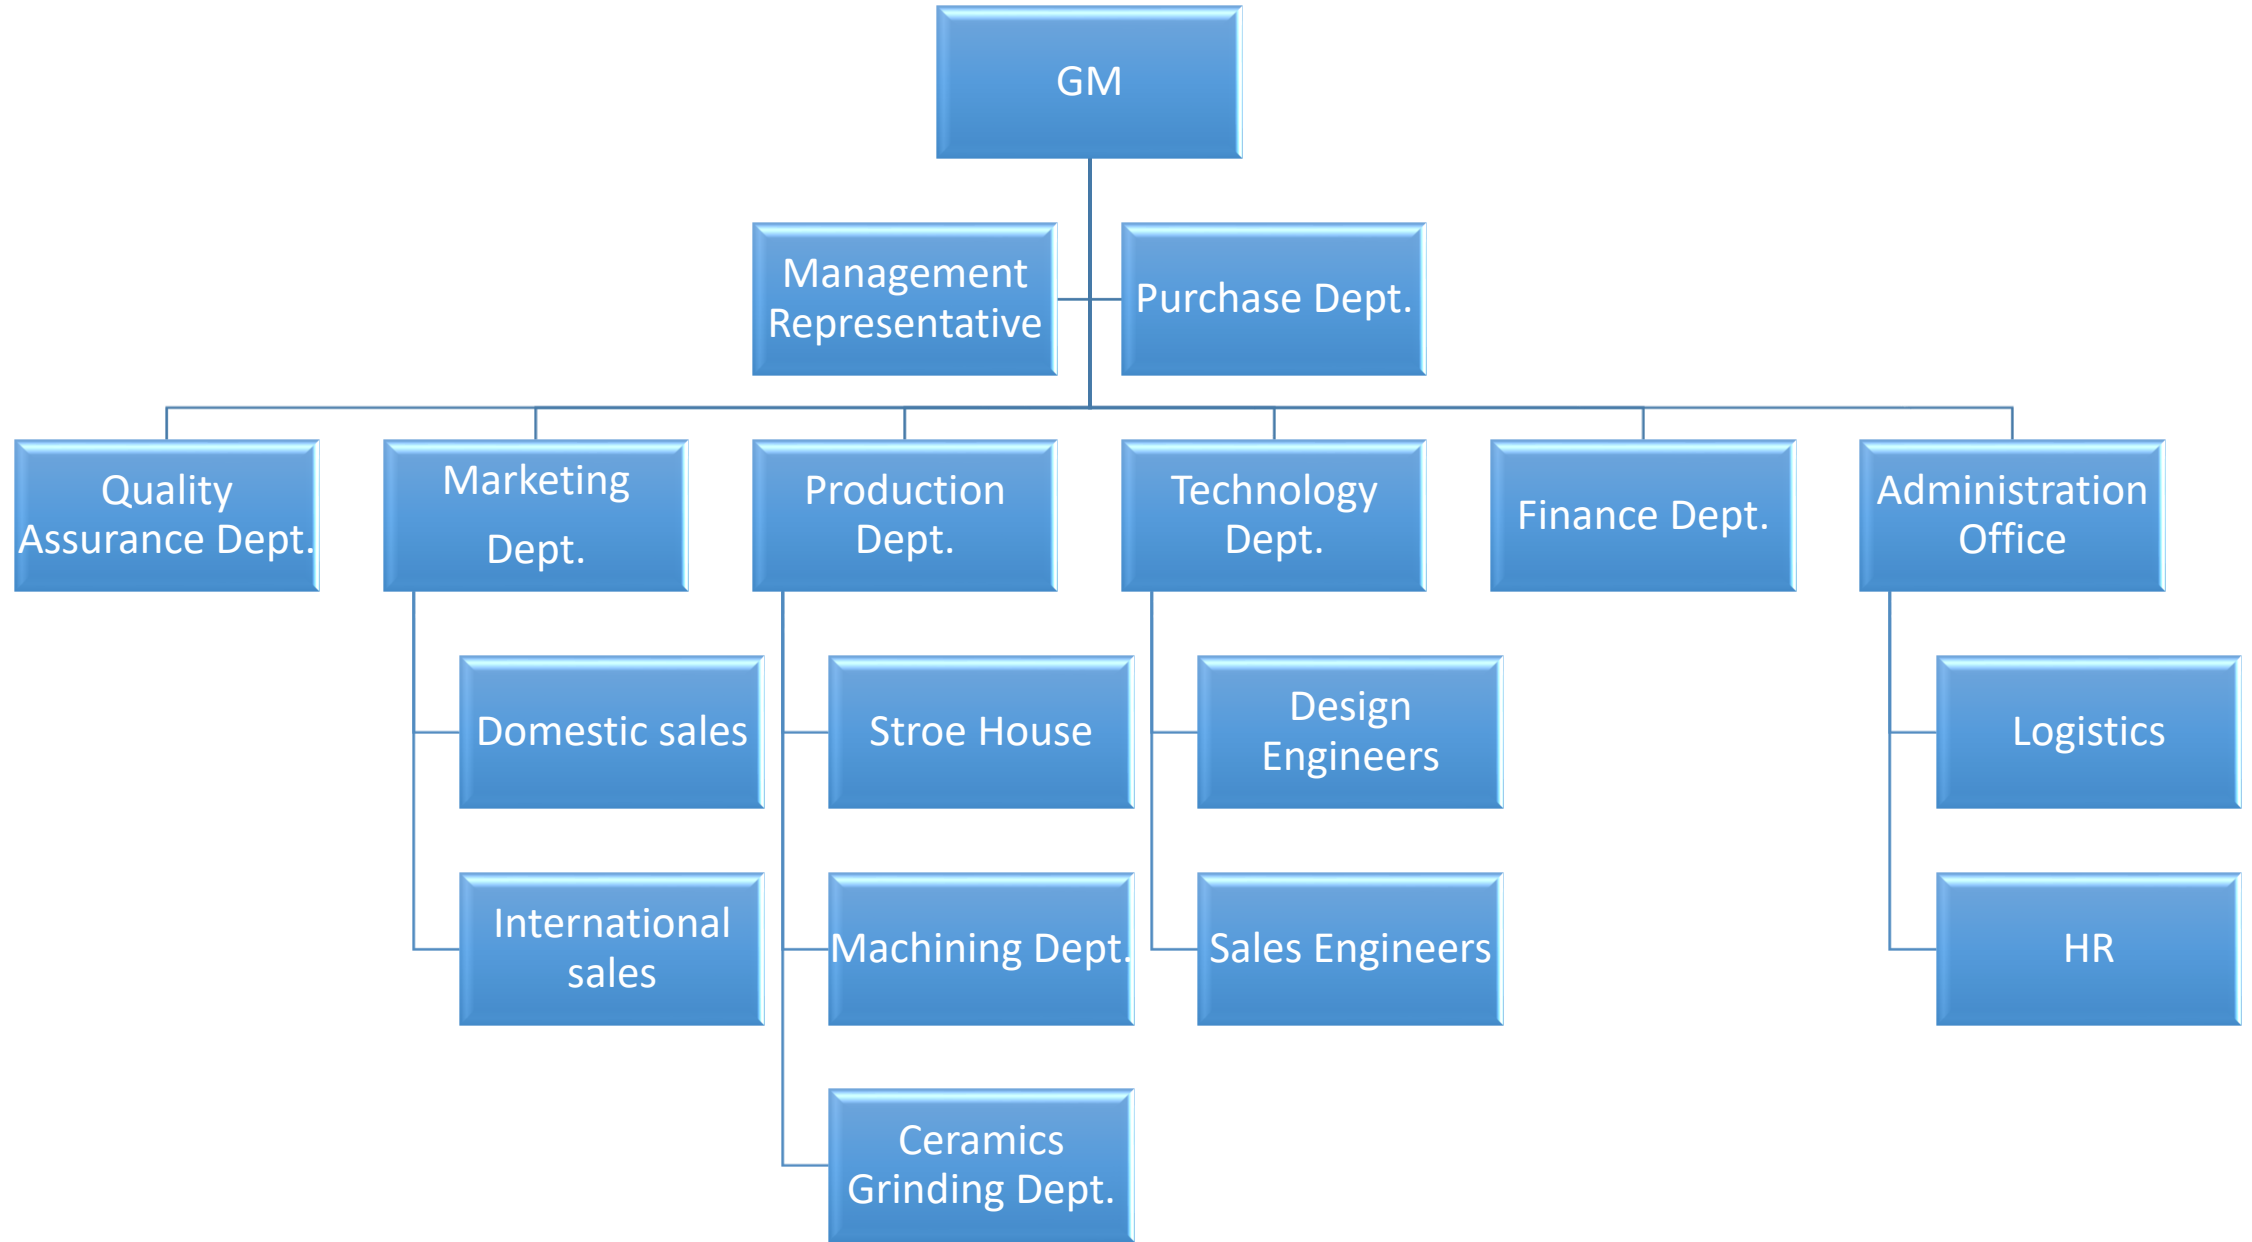 GM
Management
Representative
Purchase Dept.
Quality
Assurance Dept.
Marketing
Dept.
Production
Dept.
Technology
Dept.
Finance Dept.
Administration
Office
Domestic sales
Stroe House
Design
Engineers
Logistics
International
sales
Machining Dept.
Sales Engineers
HR
Ceramics
Grinding Dept.